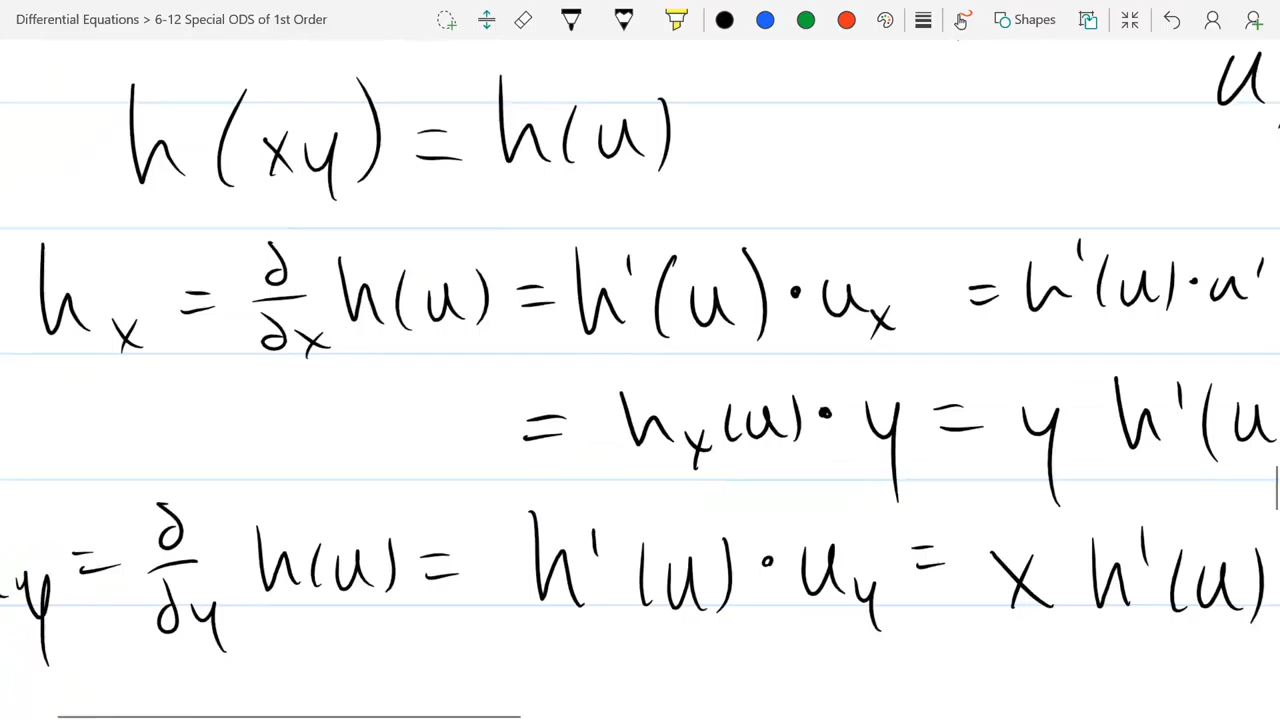 Differential Equations > 6-12 Special ODS of 1st Order
Shapes
u
h(xy) = h(u)
h_x = ∂/∂x h(u) = h'(u) · u_x = h'(u) · u'
= h_x(u) · y = y h'(u
y = ∂/∂y h(u) = h'(u) · u_y = x h'(u)